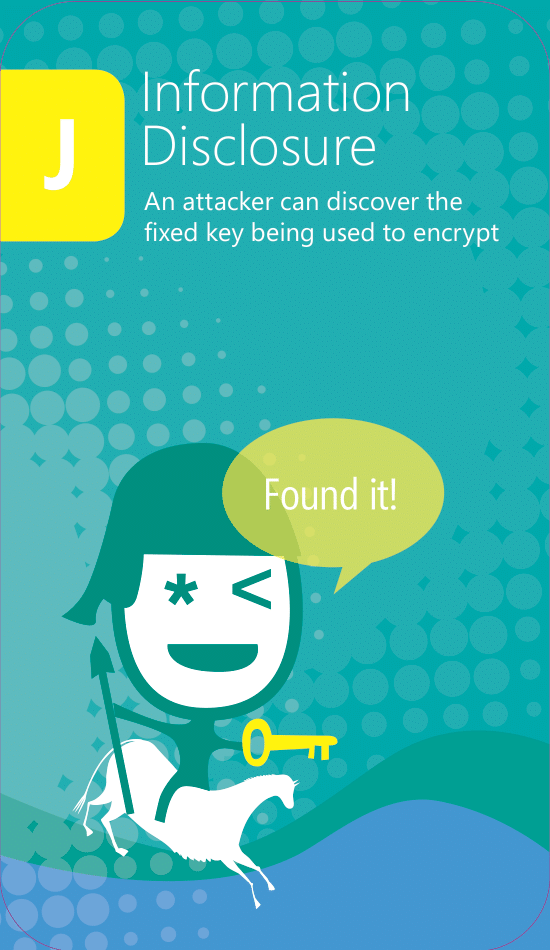 J
Information
Disclosure
An attacker can discover the
fixed key being used to encrypt
Found it!